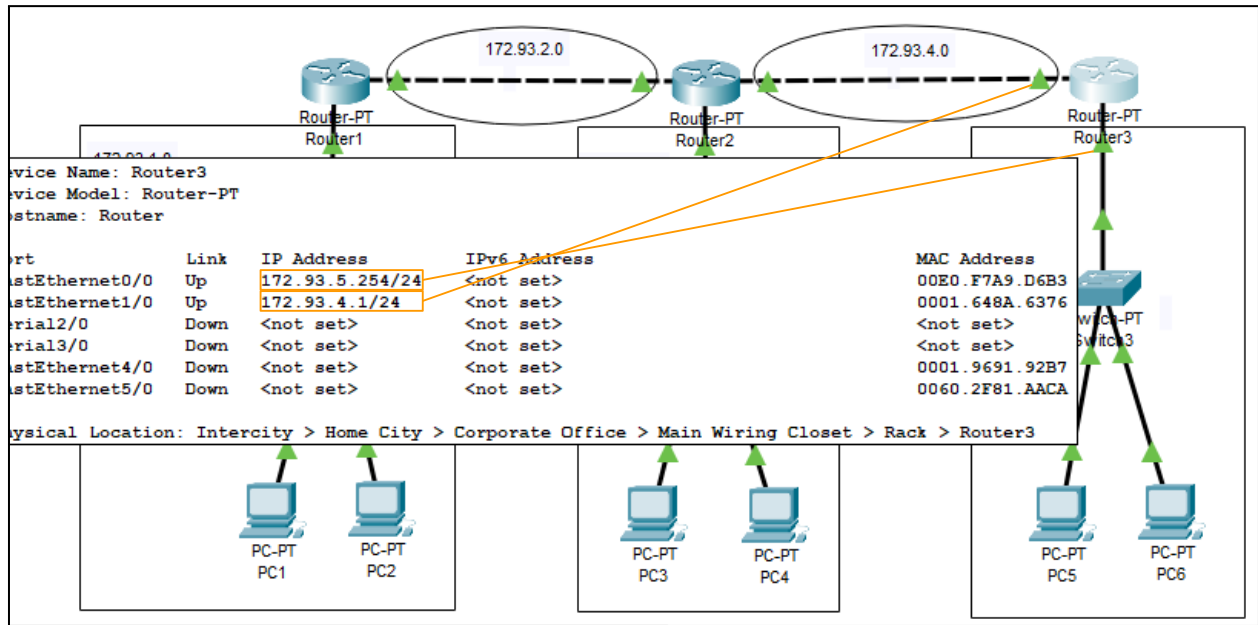 172.93.2.0
172.93.4.0
Router-PT
Router1
Router-PT
Router2
Router-PT
Router3
evice Name: Router3
evice Model: Router-PT
ostname: Router
ort Link IP Address IPv6 Address MAC Address
astEthernet0/0 Up 172.93.5.254/24 <not set> 00E0.F7A9.D6B3
astEthernet1/0 Up 172.93.4.1/24 <not set> 0001.648A.6376
erial2/0 Down <not set> <not set> <not set>
erial3/0 Down <not set> <not set> <not set>
astEthernet4/0 Down <not set> <not set> 0001.9691.92B7
astEthernet5/0 Down <not set> <not set> 0060.2F81.AACA
ysical Location: Intercity > Home City > Corporate Office > Main Wiring Closet > Rack > Router3
witch-PT
Switch3
PC-PT
PC1
PC-PT
PC2
PC-PT
PC3
PC-PT
PC4
PC-PT
PC5
PC-PT
PC6